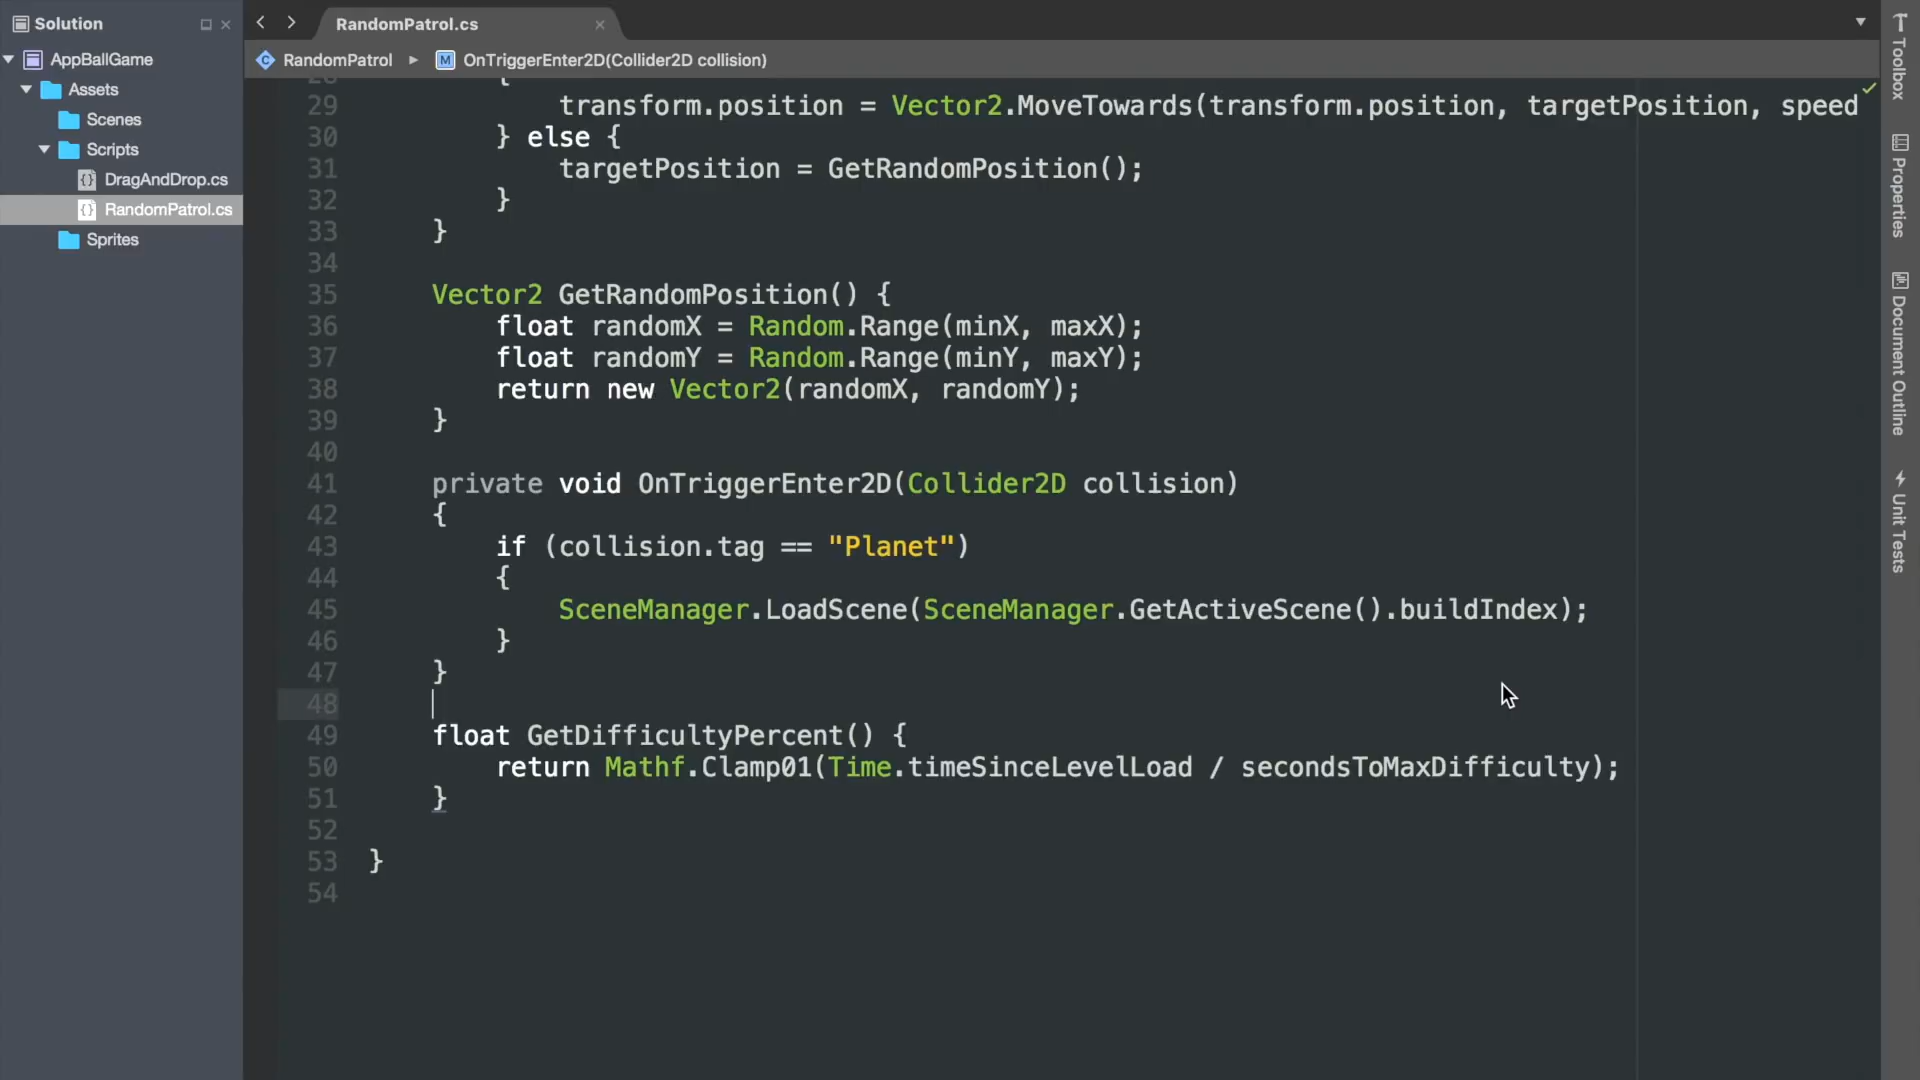 Solution
AppBallGame
Assets
Scenes
Scripts
DragAndDrop.cs
RandomPatrol.cs
Sprites
RandomPatrol.cs
RandomPatrol ▸ M OnTriggerEnter2D(Collider2D collision)
28 {
29 transform.position = Vector2.MoveTowards(transform.position, targetPosition, speed
30 } else {
31 targetPosition = GetRandomPosition();
32 }
33 }
34
35 Vector2 GetRandomPosition() {
36 float randomX = Random.Range(minX, maxX);
37 float randomY = Random.Range(minY, maxY);
38 return new Vector2(randomX, randomY);
39 }
40
41 private void OnTriggerEnter2D(Collider2D collision)
42 {
43 if (collision.tag == "Planet")
44 {
45 SceneManager.LoadScene(SceneManager.GetActiveScene().buildIndex);
46 }
47 }
48
49 float GetDifficultyPercent() {
50 return Mathf.Clamp01(Time.timeSinceLevelLoad / secondsToMaxDifficulty);
51 }
52
53 }
54
Toolbox
Properties
Document Outline
Unit Tests